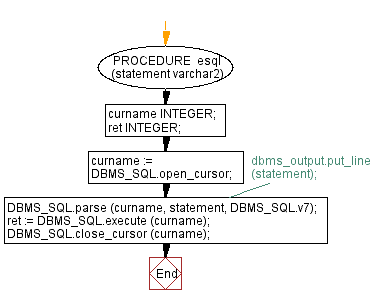 PROCEDURE esql
(statement varchar2)
curname INTEGER;
ret INTEGER;
curname :=
DBMS_SQL.open_cursor;
dbms_output.put_line
(statement);
DBMS_SQL.parse (curname, statement, DBMS_SQL.v7);
ret := DBMS_SQL.execute (curname);
DBMS_SQL.close_cursor (curname);
End